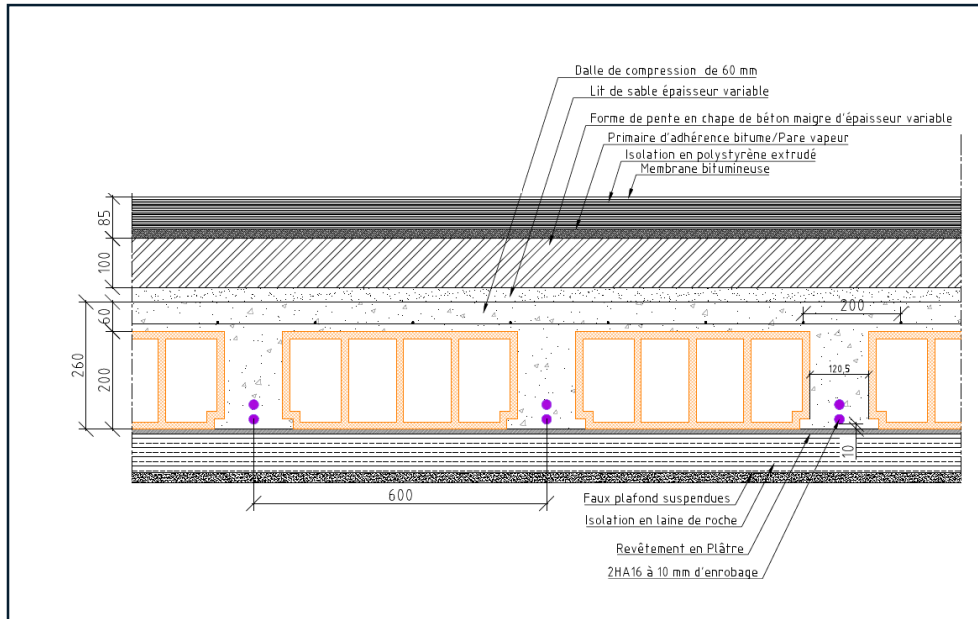 Dalle de compression de 60 mm
Lit de sable épaisseur variable
Forme de pente en chape de béton maigre d'épaisseur variable
Primaire d'adhérence bitume/Pare vapeur
Isolation en polystyrène extrudé
Membrane bitumineuse
85
100
60
200
260
200
120,5
10
600
Faux plafond suspendues
Isolation en laine de roche
Revêtement en Plâtre
2HA16 à 10 mm d'enrobage